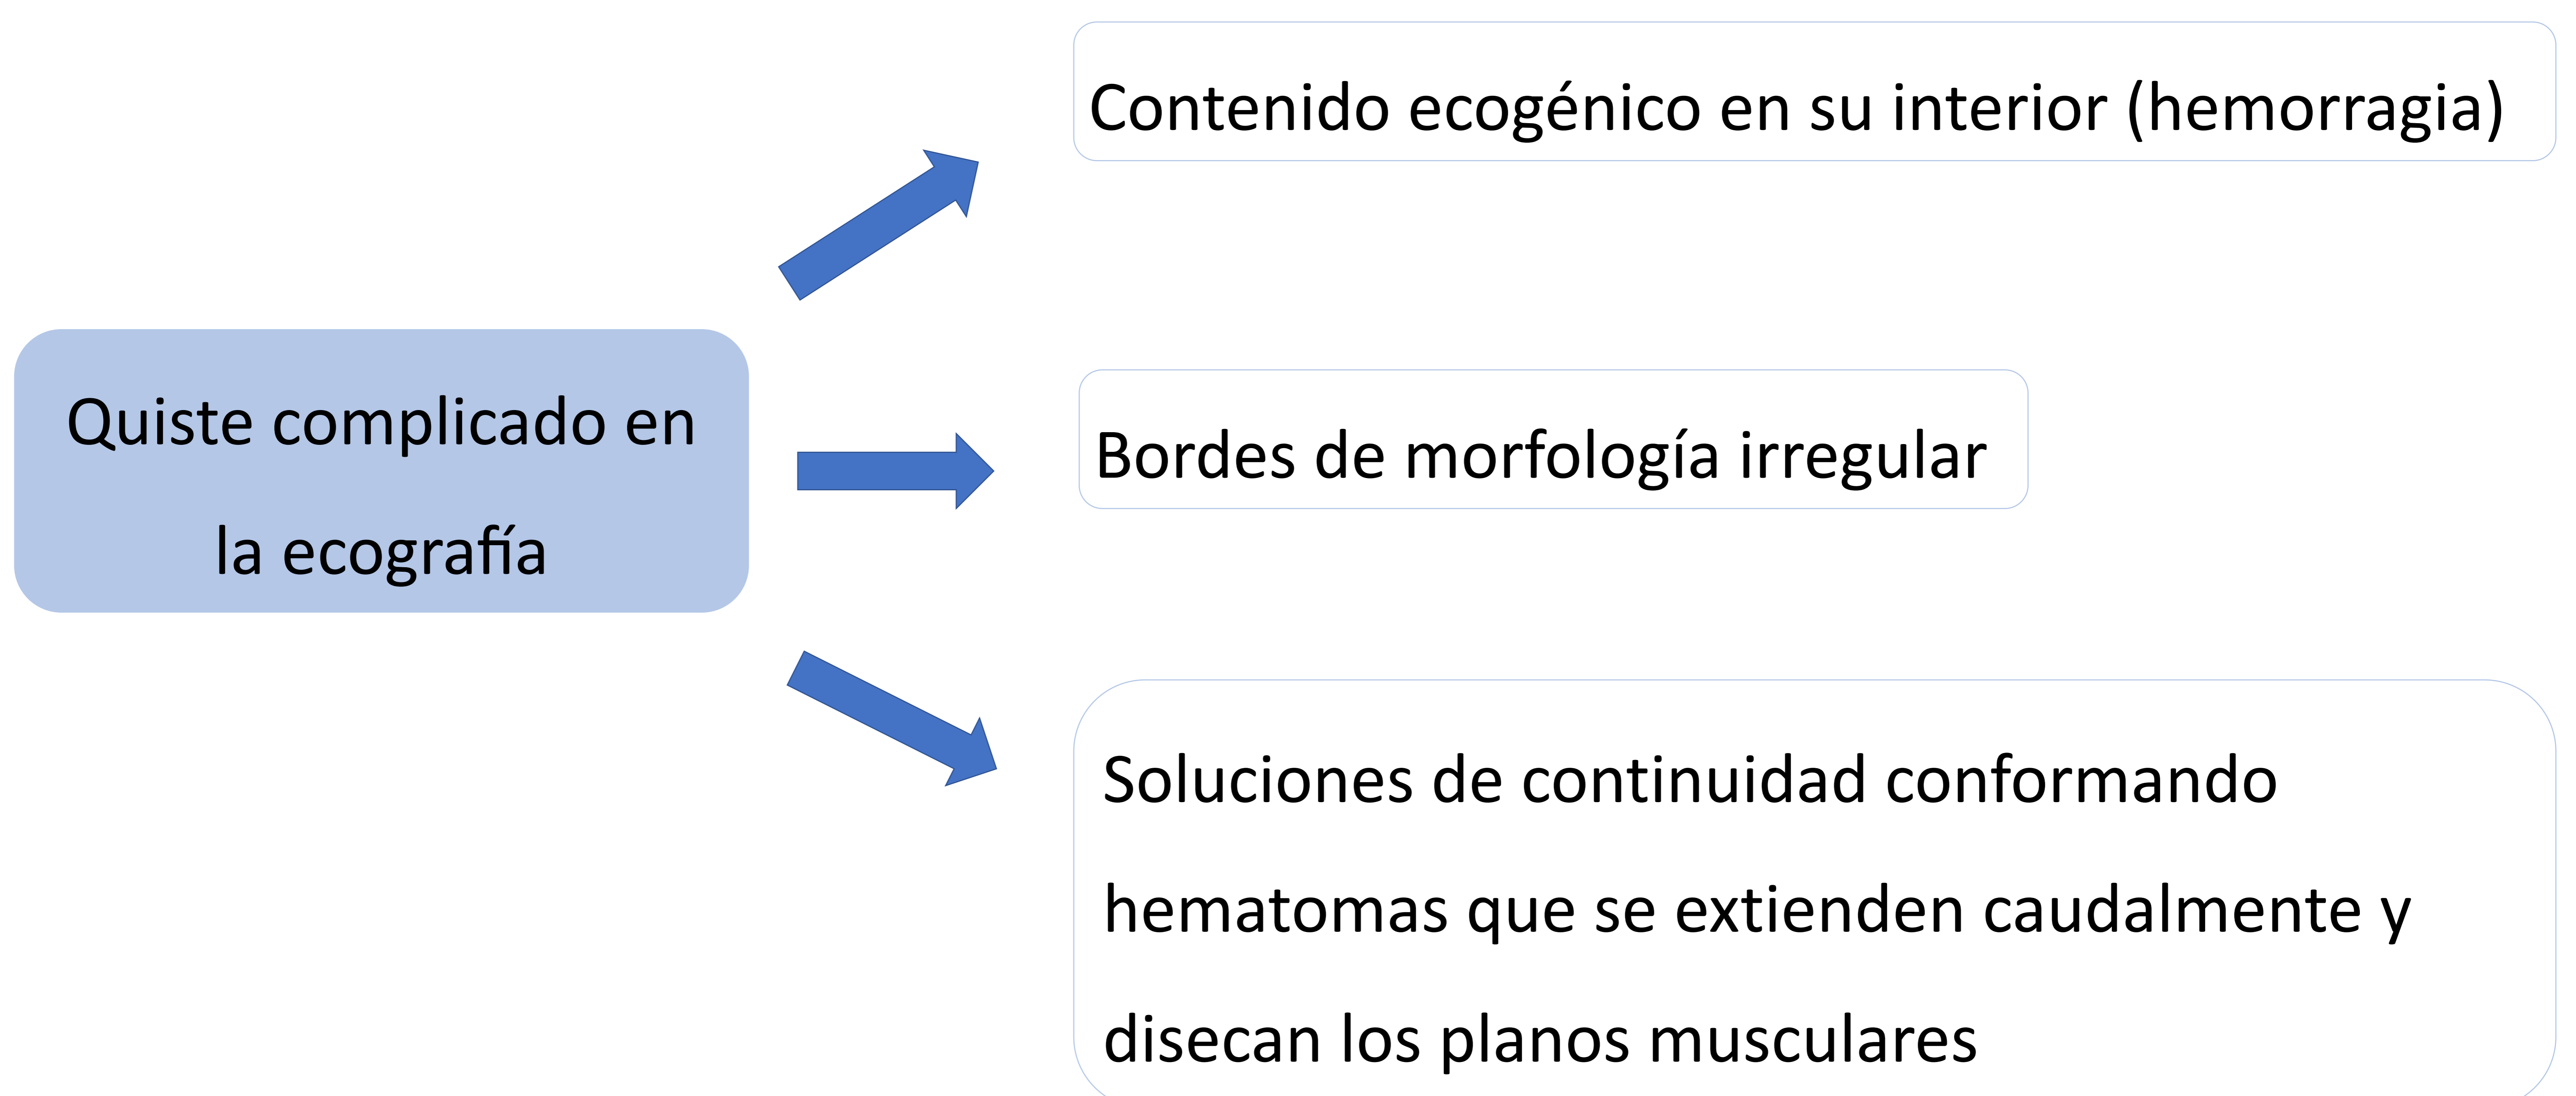 Contenido ecogénico en su interior (hemorragia)
Quiste complicado en
la ecografía
Bordes de morfología irregular
Soluciones de continuidad conformando
hematomas que se extienden caudalmente y
disecan los planos musculares